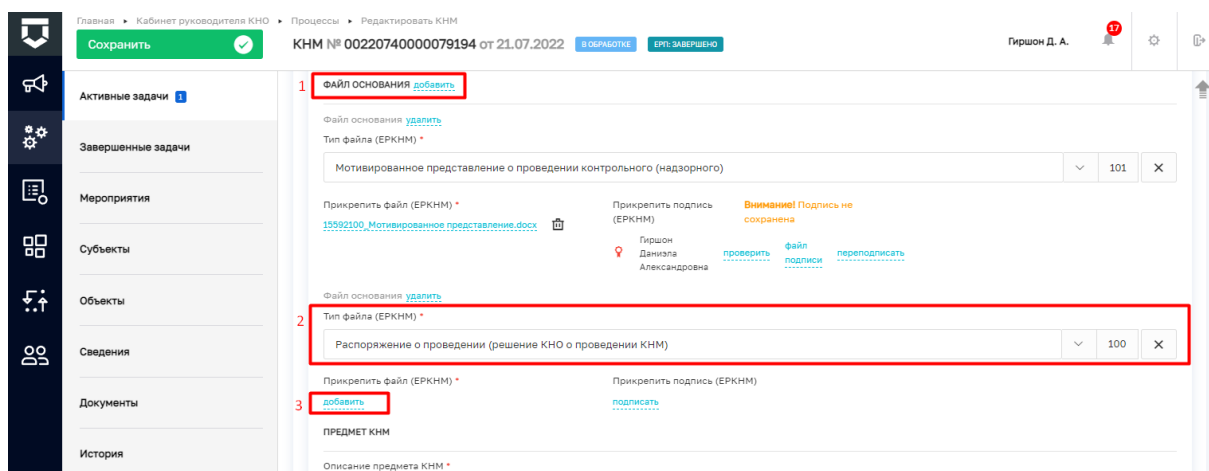 Главная ▸ Кабинет руководителя КНО ▸ Процессы ▸ Редактировать КНМ
Сохранить
КНМ № 00220740000079194 от 21.07.2022 В ОБРАБОТКЕ ЕРП: ЗАВЕРШЕНО
Гиршон Д. А.
17
Активные задачи 1
Завершенные задачи
Мероприятия
Субъекты
Объекты
Сведения
Документы
История
1 ФАЙЛ ОСНОВАНИЯ добавить
Файл основания удалить
Тип файла (ЕРКНМ) *
Мотивированное представление о проведении контрольного (надзорного) 101
Прикрепить файл (ЕРКНМ) *
15592100_Мотивированное представление.docx
Прикрепить подпись
(ЕРКНМ)
Внимание! Подпись не
сохранена
Гиршон
Даниэла
Александровна
проверить
файл
подписи
переподписать
Файл основания удалить
2 Тип файла (ЕРКНМ) *
Распоряжение о проведении (решение КНО о проведении КНМ) 100
Прикрепить файл (ЕРКНМ) *
3 добавить
Прикрепить подпись (ЕРКНМ)
подписать
ПРЕДМЕТ КНМ
Описание предмета КНМ *